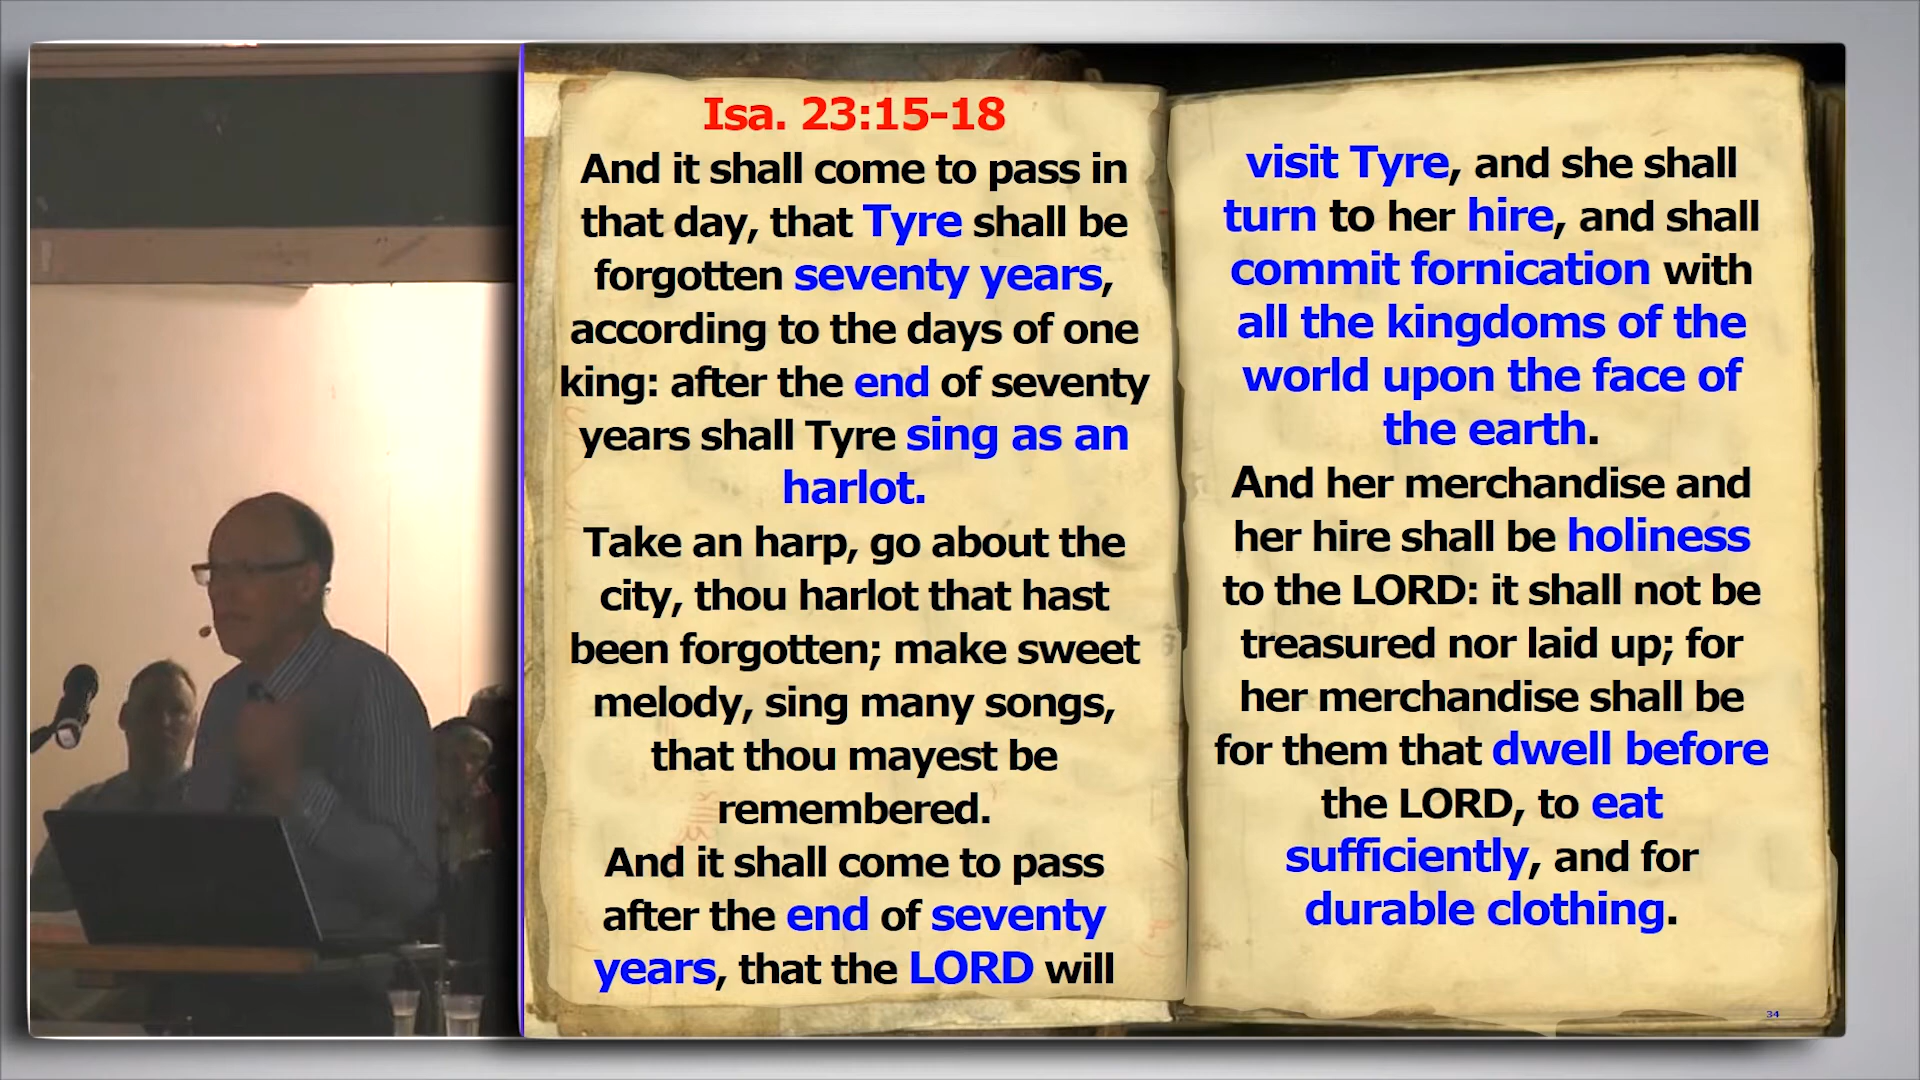 Isa. 23:15-18
And it shall come to pass in
that day, that Tyre shall be
forgotten seventy years,
according to the days of one
king: after the end of seventy
years shall Tyre sing as an
harlot.
Take an harp, go about the
city, thou harlot that hast
been forgotten; make sweet
melody, sing many songs,
that thou mayest be
remembered.
And it shall come to pass
after the end of seventy
years, that the LORD will
visit Tyre, and she shall
turn to her hire, and shall
commit fornication with
all the kingdoms of the
world upon the face of
the earth.
And her merchandise and
her hire shall be holiness
to the LORD: it shall not be
treasured nor laid up; for
her merchandise shall be
for them that dwell before
the LORD, to eat
sufficiently, and for
durable clothing.
34